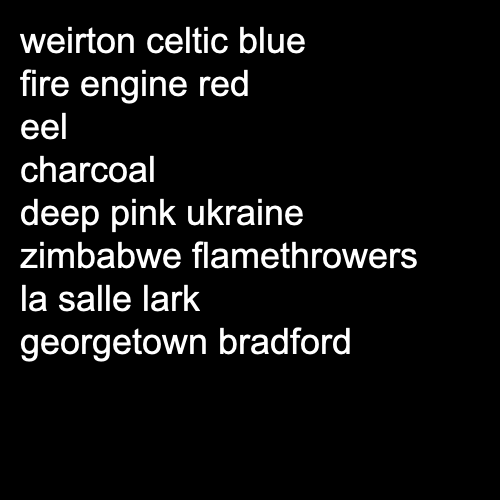 weirton celtic blue
fire engine red
eel
charcoal
deep pink ukraine
zimbabwe flamethrowers
la salle lark
georgetown bradford